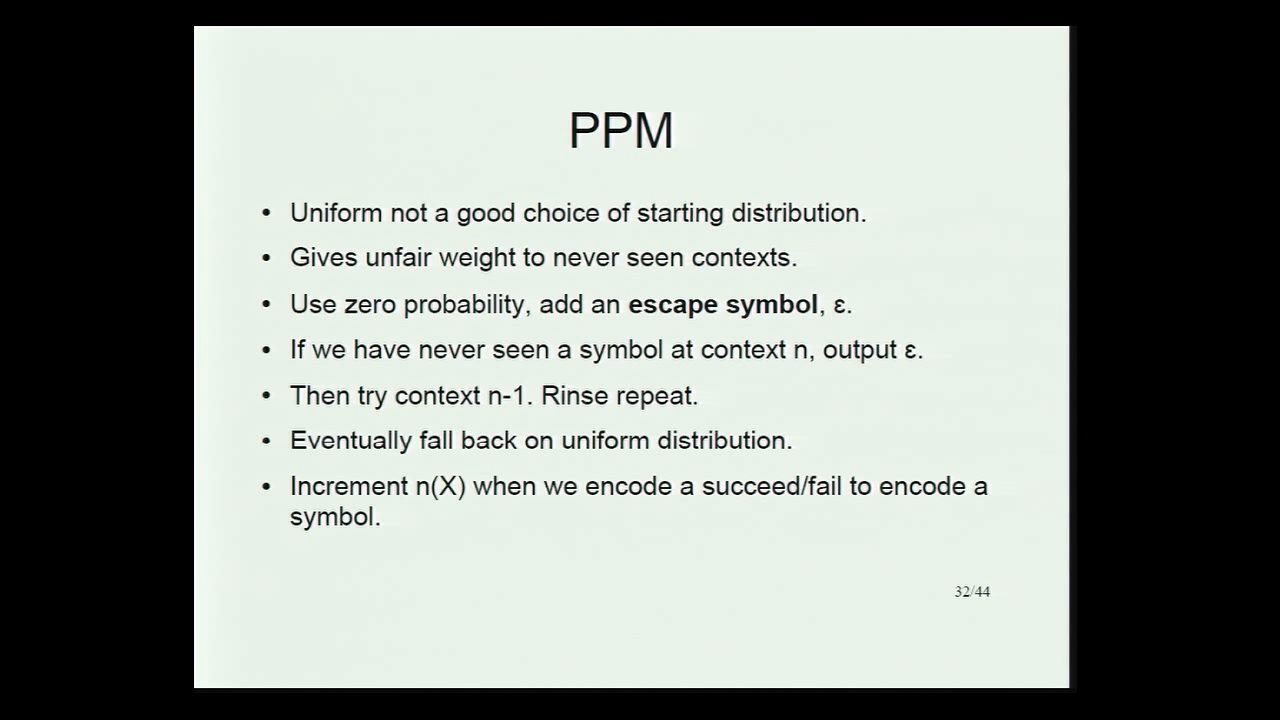 PPM
• Uniform not a good choice of starting distribution.
• Gives unfair weight to never seen contexts.
• Use zero probability, add an escape symbol, ε.
• If we have never seen a symbol at context n, output ε.
• Then try context n-1. Rinse repeat.
• Eventually fall back on uniform distribution.
• Increment n(X) when we encode a succeed/fail to encode a
symbol.
32/44